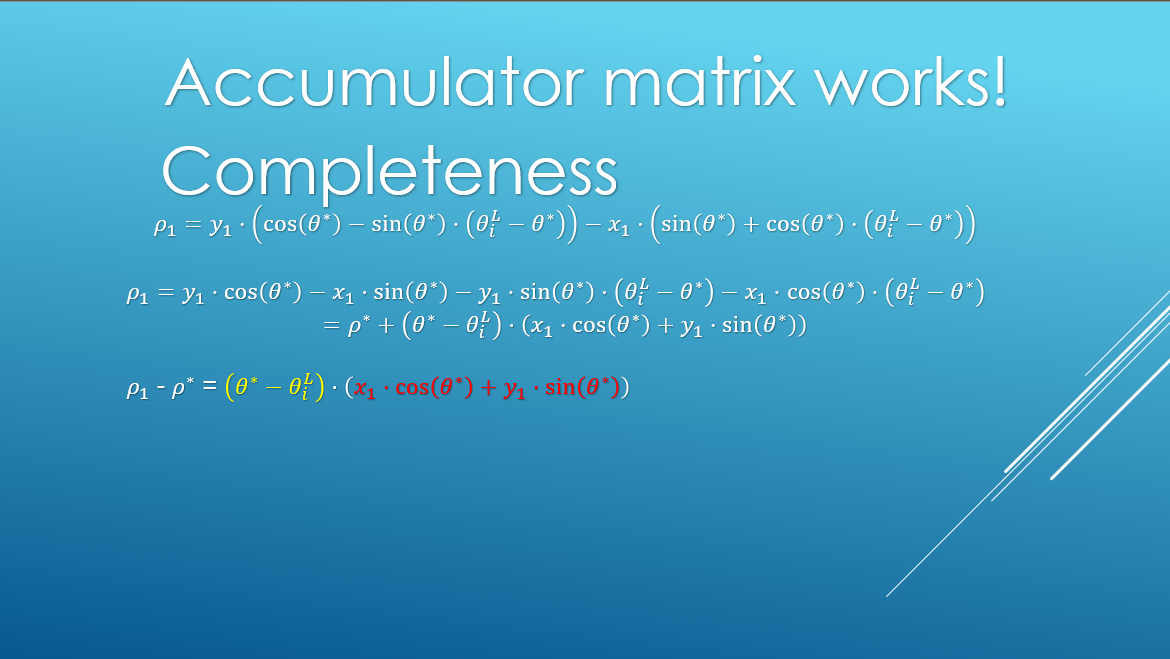 Accumulator matrix works!
Completeness
ρ₁ = y₁ · (cos(θ*) − sin(θ*) · (θᵢᴸ − θ*)) − x₁ · (sin(θ*) + cos(θ*) · (θᵢᴸ − θ*))
ρ₁ = y₁ · cos(θ*) − x₁ · sin(θ*) − y₁ · sin(θ*) · (θᵢᴸ − θ*) − x₁ · cos(θ*) · (θᵢᴸ − θ*)
= ρ* + (θ* − θᵢᴸ) · (x₁ · cos(θ*) + y₁ · sin(θ*))
ρ₁ - ρ* = (θ* − θᵢᴸ) · (x₁ · cos(θ*) + y₁ · sin(θ*))